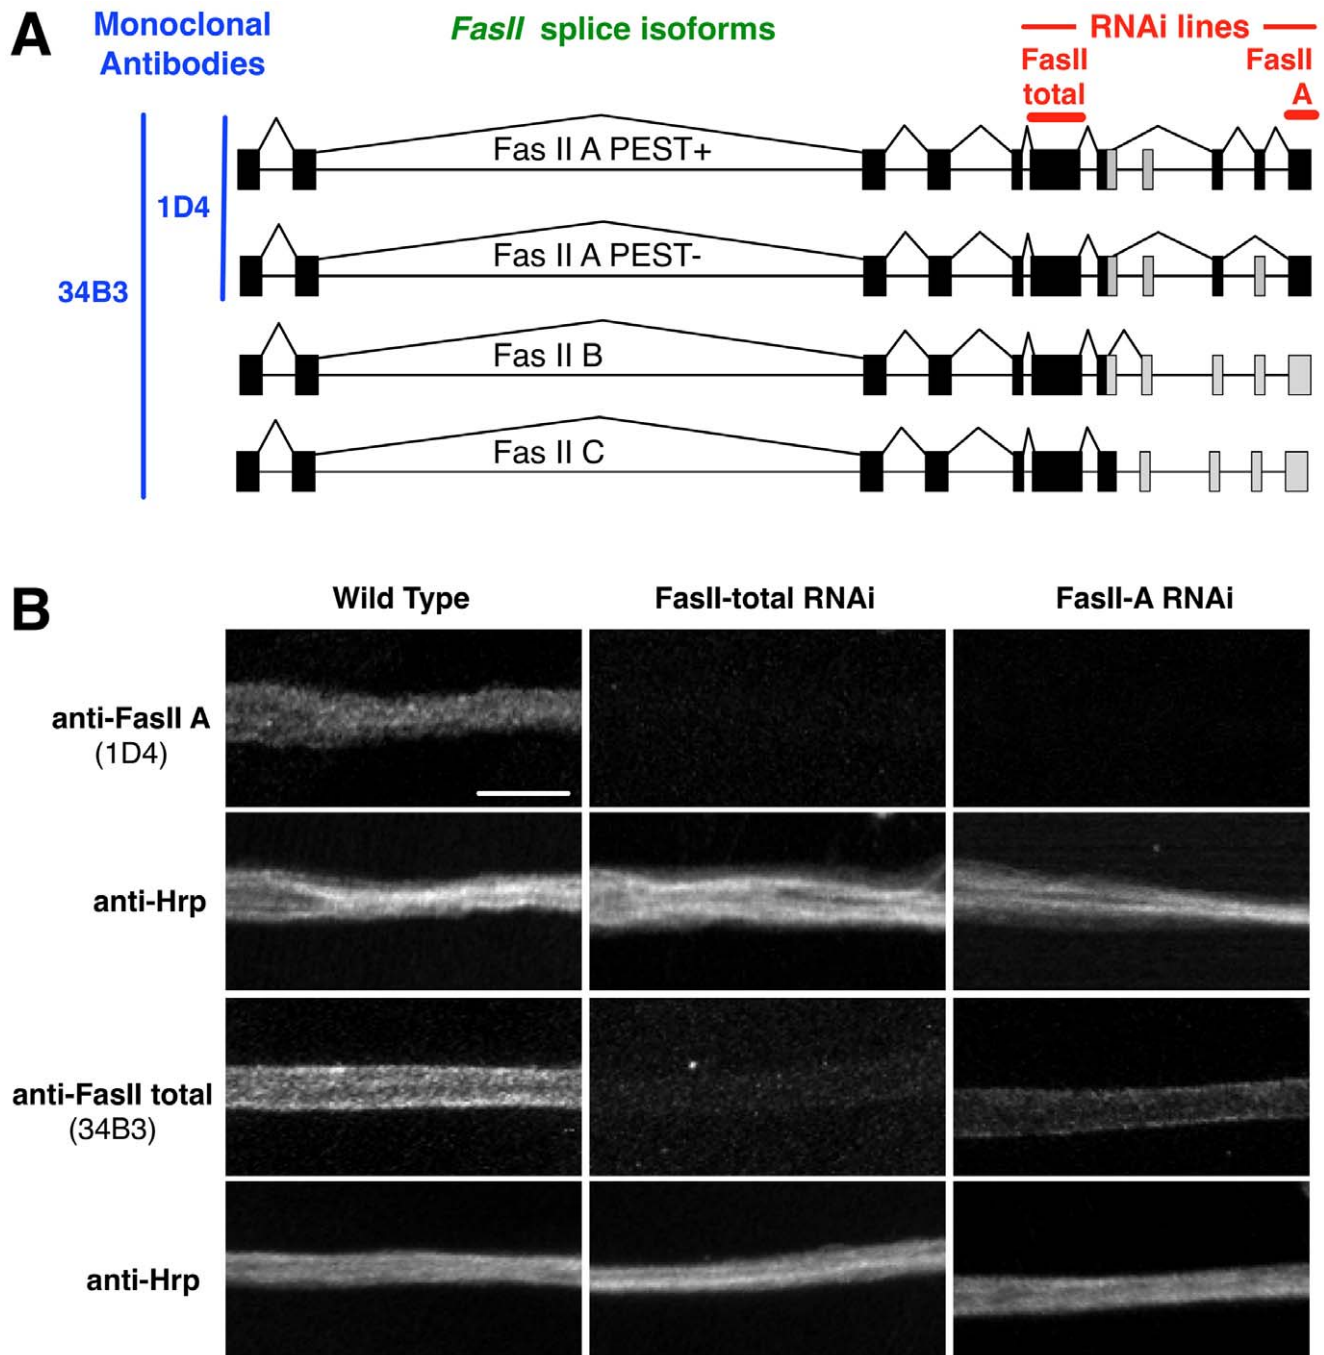 A
Monoclonal
Antibodies
FasII splice isoforms
RNAi lines
FasII
total
FasII
A
Fas II A PEST+
1D4
Fas II A PEST-
34B3
Fas II B
Fas II C
B
Wild Type
FasII-total RNAi
FasII-A RNAi
anti-FasII A
(1D4)
anti-Hrp
anti-FasII total
(34B3)
anti-Hrp